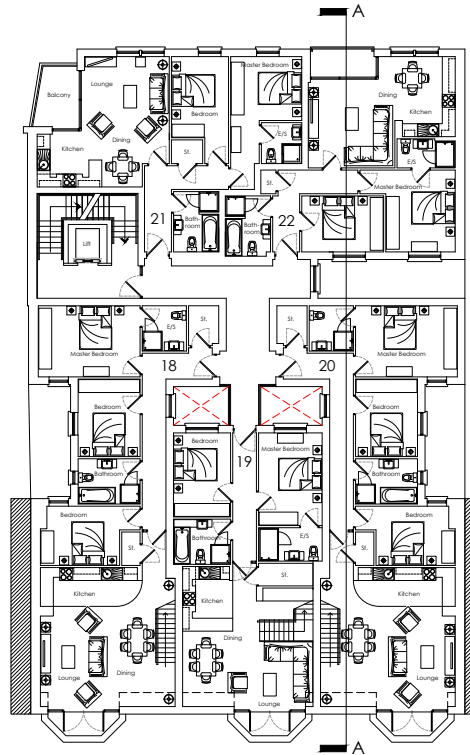 A
Lounge
Balcony
Kitchen
Dining
Bedroom
Master Bedroom
E/S
St.
Dining
Kitchen
E/S
Master Bedroom
St.
21
Bath-
room
Bath-
room
22
Lift
Master Bedroom
E/S
St.
18
St.
20
Master Bedroom
Bedroom
Bathroom
Bedroom
St.
Kitchen
Dining
Lounge
Bedroom
19
Master Bedroom
Bathroom
E/S
St.
Kitchen
Dining
Lounge
Bedroom
Bathroom
Bedroom
St.
Kitchen
Dining
Lounge
A